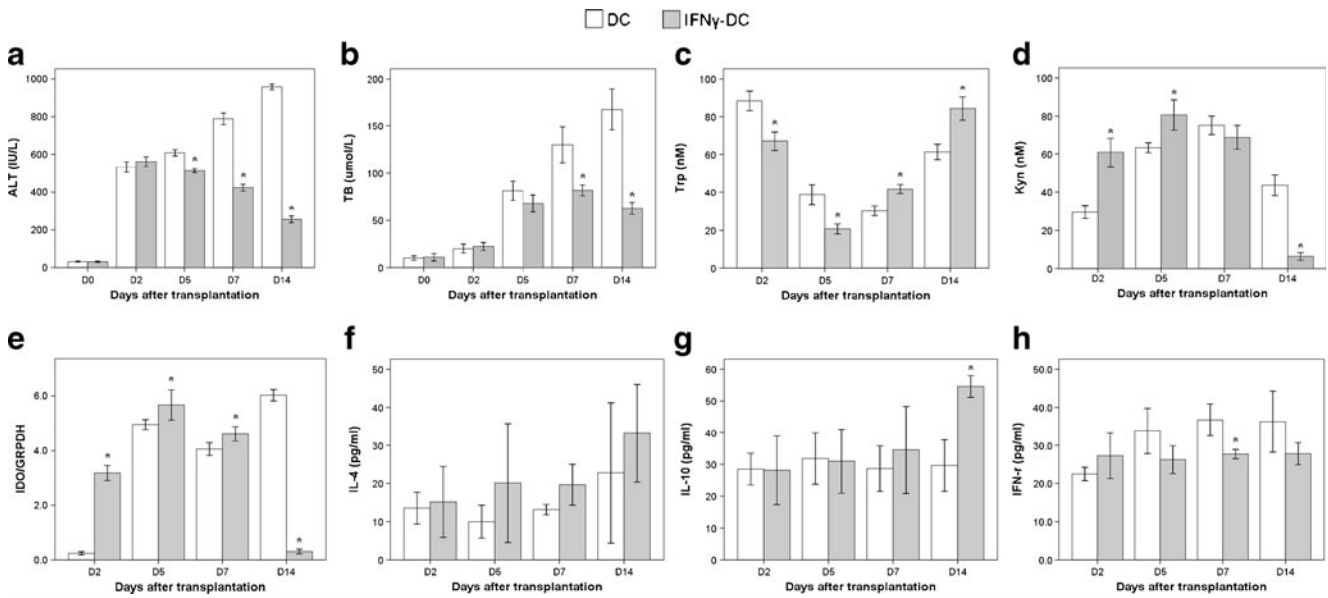 DC IFNγ-DC
a
ALT (IU/L)
1000
800
600
400
200
0
D0 D2 D5 D7 D14
Days after transplantation
* * *
b
TB (umol/L)
200
150
100
50
0
D0 D2 D5 D7 D14
Days after transplantation
* *
c
Trp (nM)
100
80
60
40
20
0
D2 D5 D7 D14
Days after transplantation
* * * *
d
Kyn (nM)
100
80
60
40
20
0
D2 D5 D7 D14
Days after transplantation
* * *
e
IDO/GRPDH
6.0
4.0
2.0
0.0
D2 D5 D7 D14
Days after transplantation
* * * *
f
IL-4 (pg/ml)
50
40
30
20
10
0
D2 D5 D7 D14
Days after transplantation
g
IL-10 (pg/ml)
60
50
40
30
20
10
0
D2 D5 D7 D14
Days after transplantation
*
h
IFN-r (pg/ml)
50.0
40.0
30.0
20.0
10.0
0.0
D2 D5 D7 D14
Days after transplantation
*